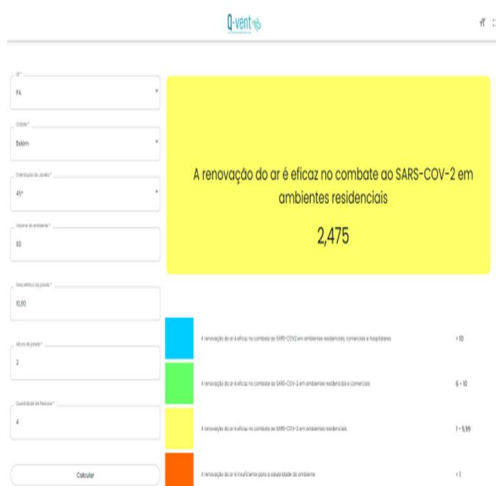 Q-vent
UF *
PA
Cidade *
Belém
Orientação da Janela *
45°
Volume do ambiente *
60
Área efetiva da janela *
10,80
Altura da janela *
2
Quantidade de Pessoas *
4
Calcular
A renovação do ar é eficaz no combate ao SARS-COV-2 em
ambientes residenciais
2,475
A renovação do ar é eficaz no combate ao SARS-COV2 em ambientes residenciais, comerciais e hospitalares
> 10
A renovação do ar é eficaz no combate ao SARS-COV-2 em ambientes residenciais e comerciais
6 - 10
A renovação do ar é eficaz no combate ao SARS-COV-2 em ambientes residenciais
1 - 5,99
A renovação do ar é insuficiente para a salubridade do ambiente
< 1